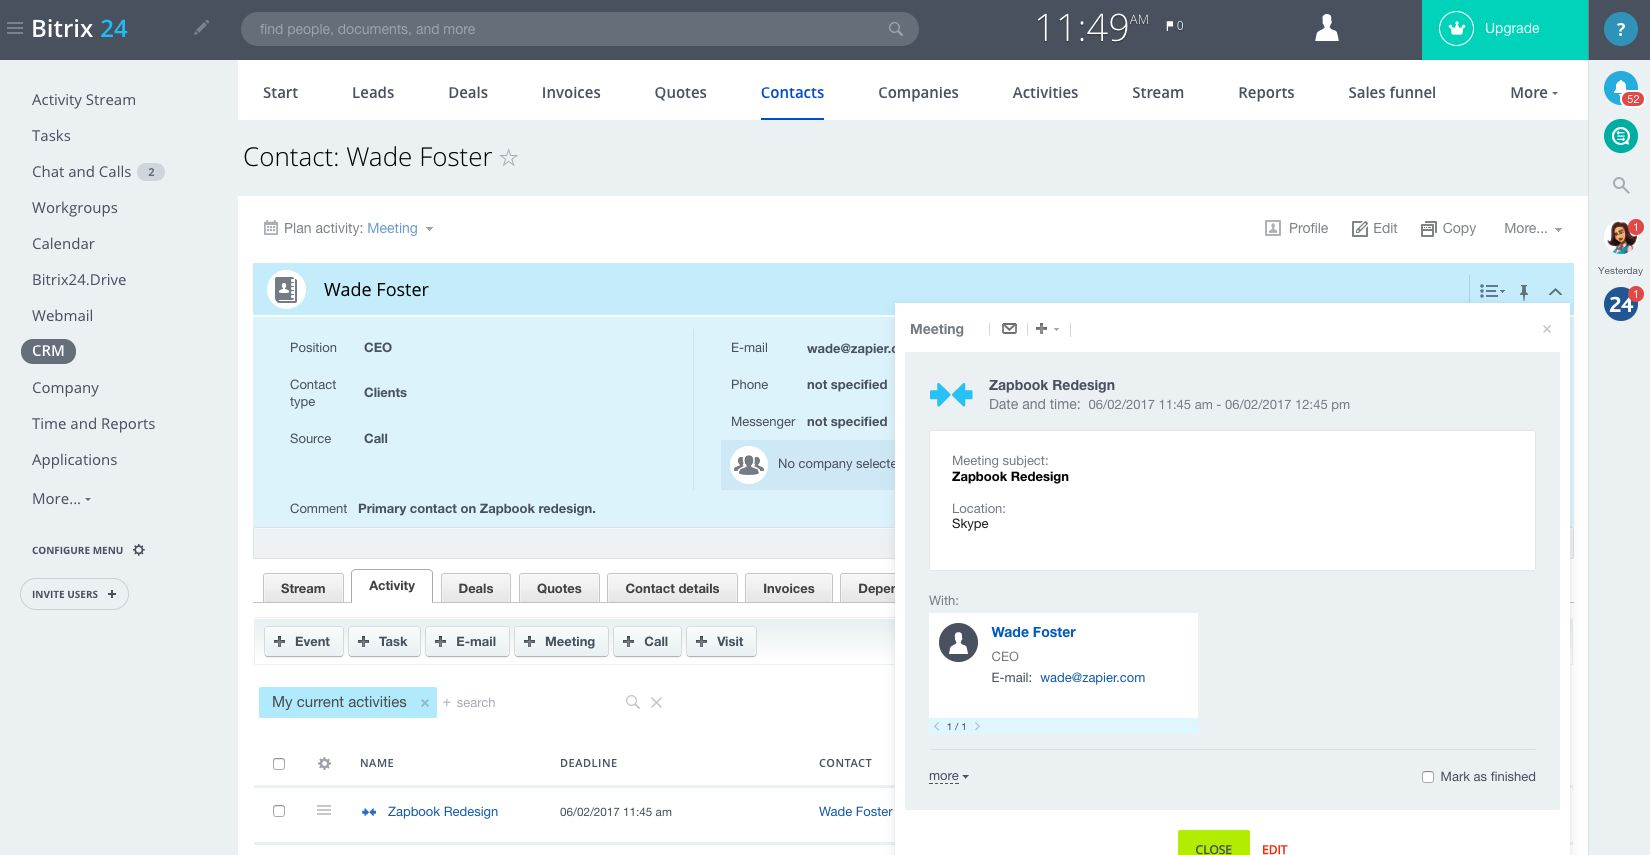 Bitrix 24
find people, documents, and more
11:49 AM
0
Upgrade
?
Activity Stream
Tasks
Chat and Calls 2
Workgroups
Calendar
Bitrix24.Drive
Webmail
CRM
Company
Time and Reports
Applications
More...
CONFIGURE MENU
INVITE USERS +
Start Leads Deals Invoices Quotes Contacts Companies Activities Stream Reports Sales funnel More
Contact: Wade Foster
Plan activity: Meeting
Profile Edit Copy More...
Wade Foster
Position CEO
Contact type Clients
Source Call
Comment Primary contact on Zapbook redesign.
E-mail wade@zapier.c
Phone not specified
Messenger not specified
No company selecte
Stream Activity Deals Quotes Contact details Invoices Deper
+ Event + Task + E-mail + Meeting + Call + Visit
My current activities × + search
NAME DEADLINE CONTACT
Zapbook Redesign 06/02/2017 11:45 am Wade Foster
Meeting
Zapbook Redesign
Date and time: 06/02/2017 11:45 am - 06/02/2017 12:45 pm
Meeting subject:
Zapbook Redesign
Location:
Skype
With:
Wade Foster
CEO
E-mail: wade@zapier.com
1 / 1
more
Mark as finished
CLOSE EDIT
52
1
Yesterday
24 1